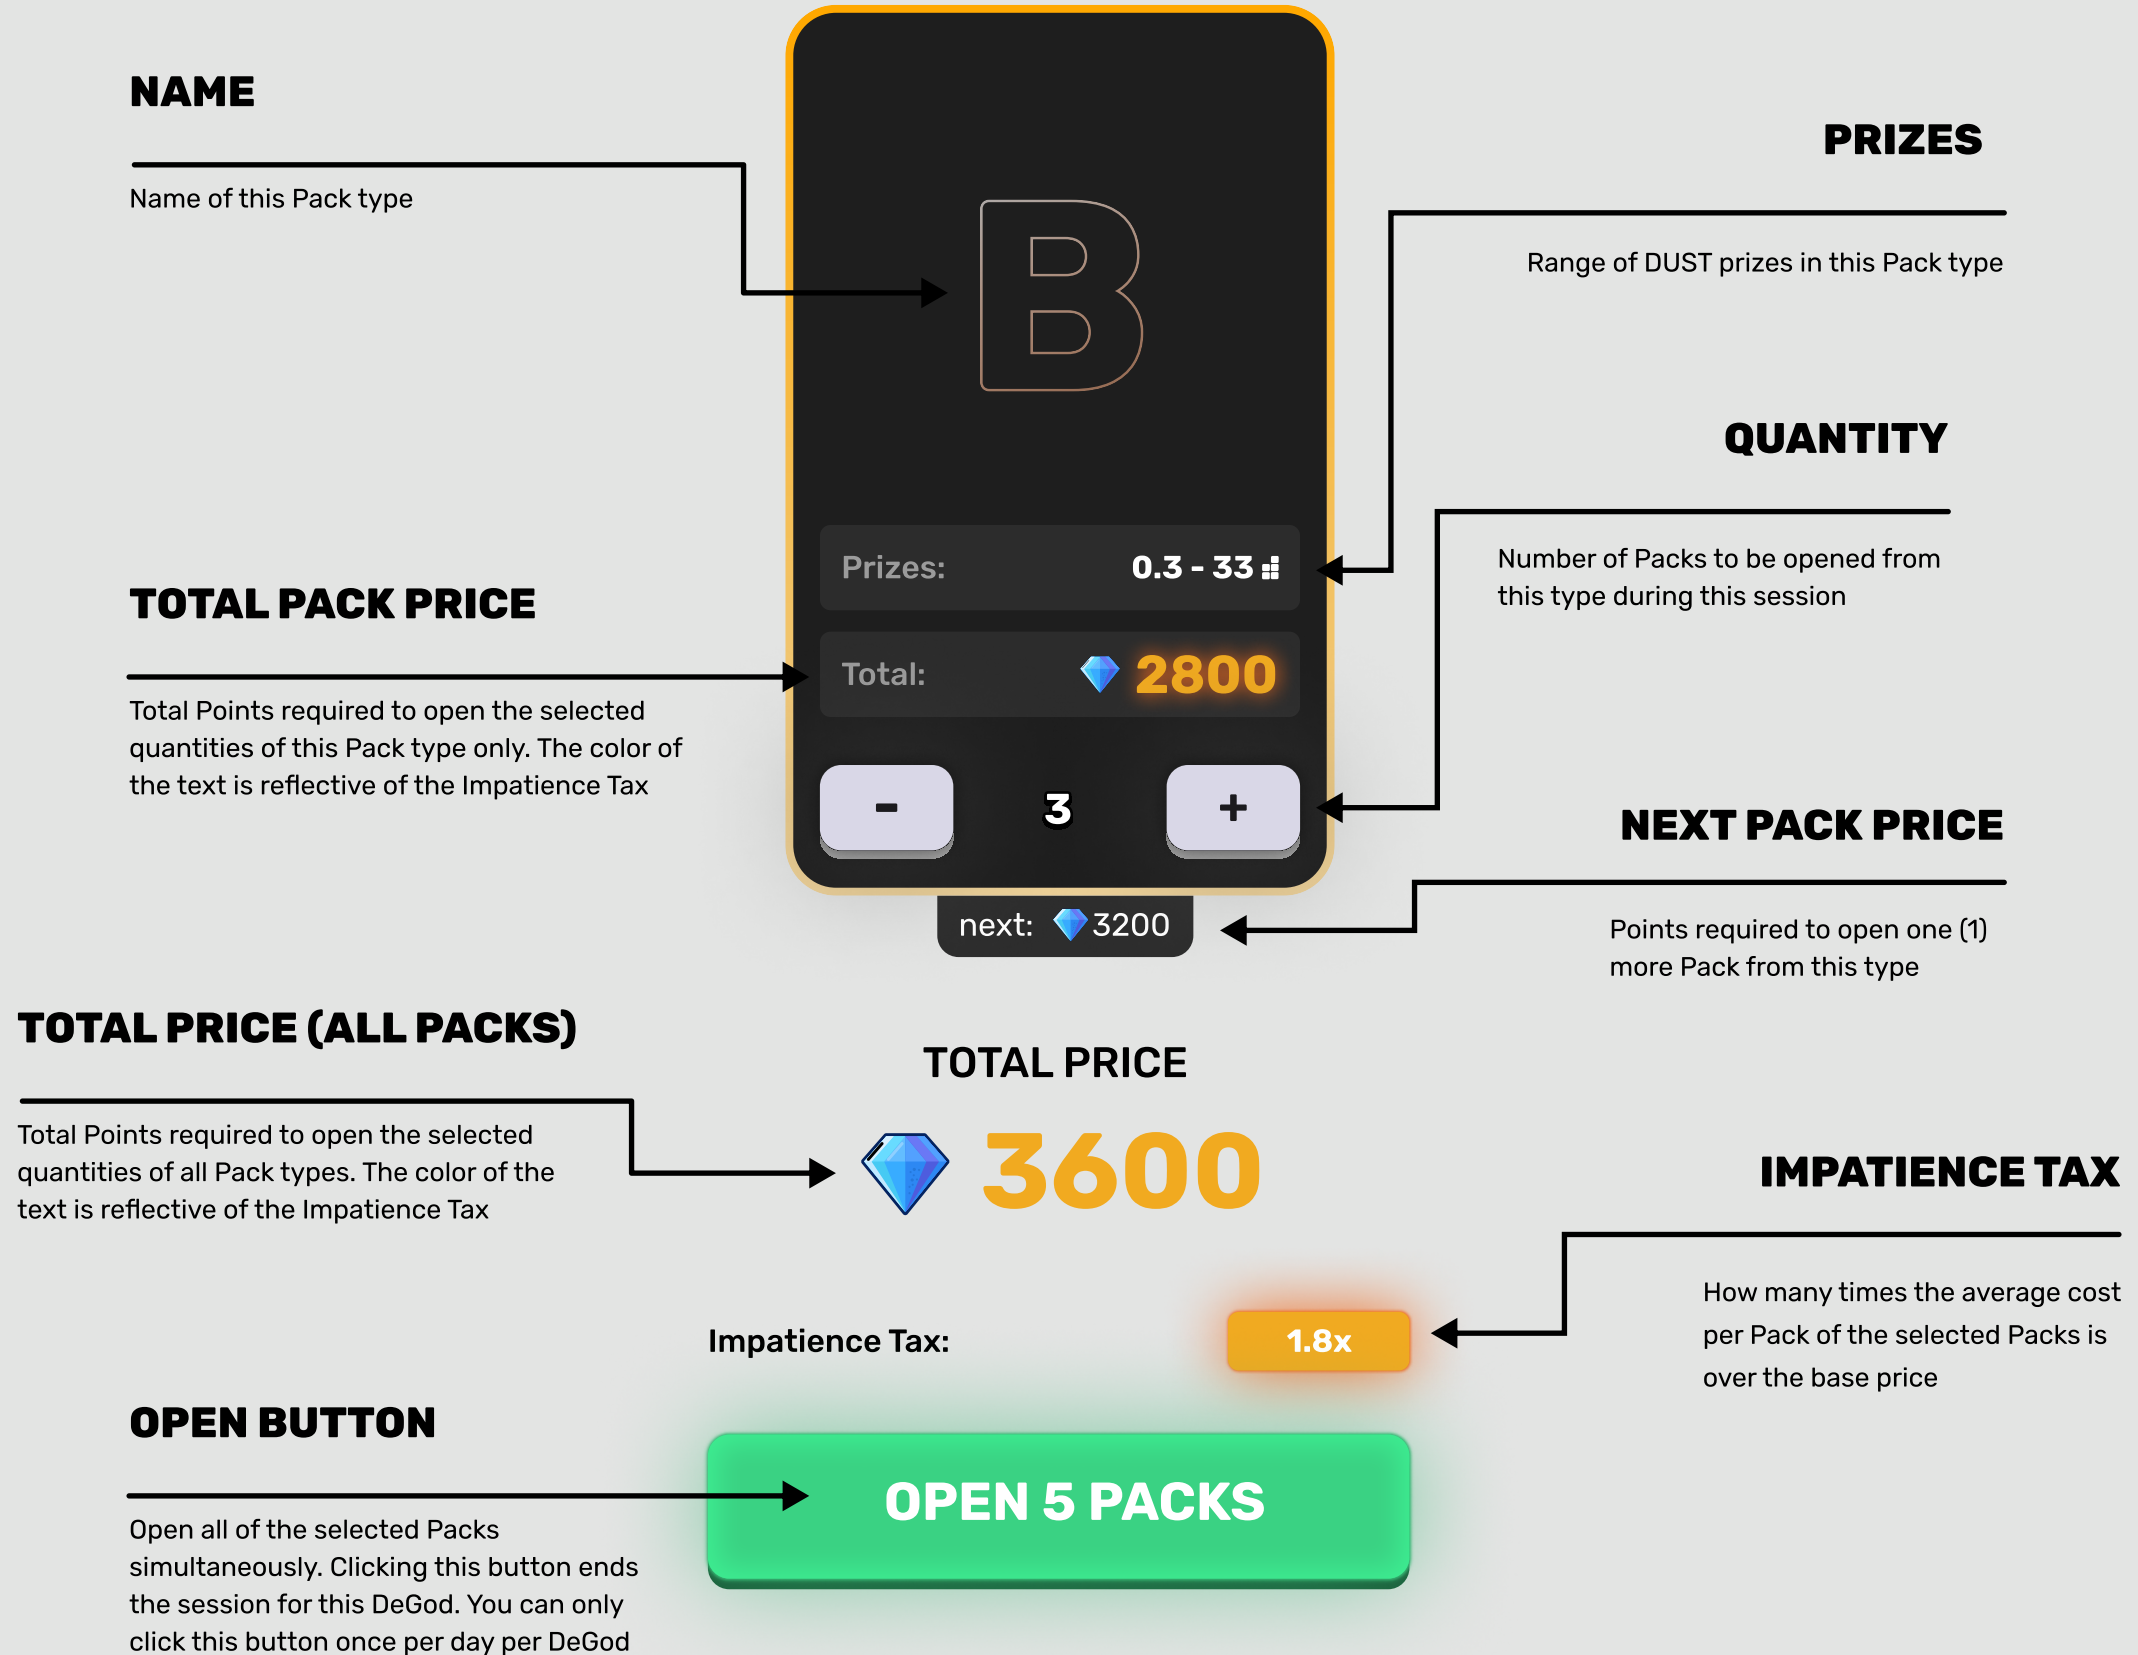 NAME
Name of this Pack type
PRIZES
Range of DUST prizes in this Pack type
B
QUANTITY
Number of Packs to be opened from
this type during this session
Prizes: 0.3 - 33
TOTAL PACK PRICE
Total Points required to open the selected
quantities of this Pack type only. The color of
the text is reflective of the Impatience Tax
Total: 2800
- 3 +
NEXT PACK PRICE
Points required to open one (1)
more Pack from this type
next: 3200
TOTAL PRICE (ALL PACKS)
Total Points required to open the selected
quantities of all Pack types. The color of the
text is reflective of the Impatience Tax
TOTAL PRICE
3600
IMPATIENCE TAX
How many times the average cost
per Pack of the selected Packs is
over the base price
Impatience Tax: 1.8x
OPEN BUTTON
Open all of the selected Packs
simultaneously. Clicking this button ends
the session for this DeGod. You can only
click this button once per day per DeGod
OPEN 5 PACKS